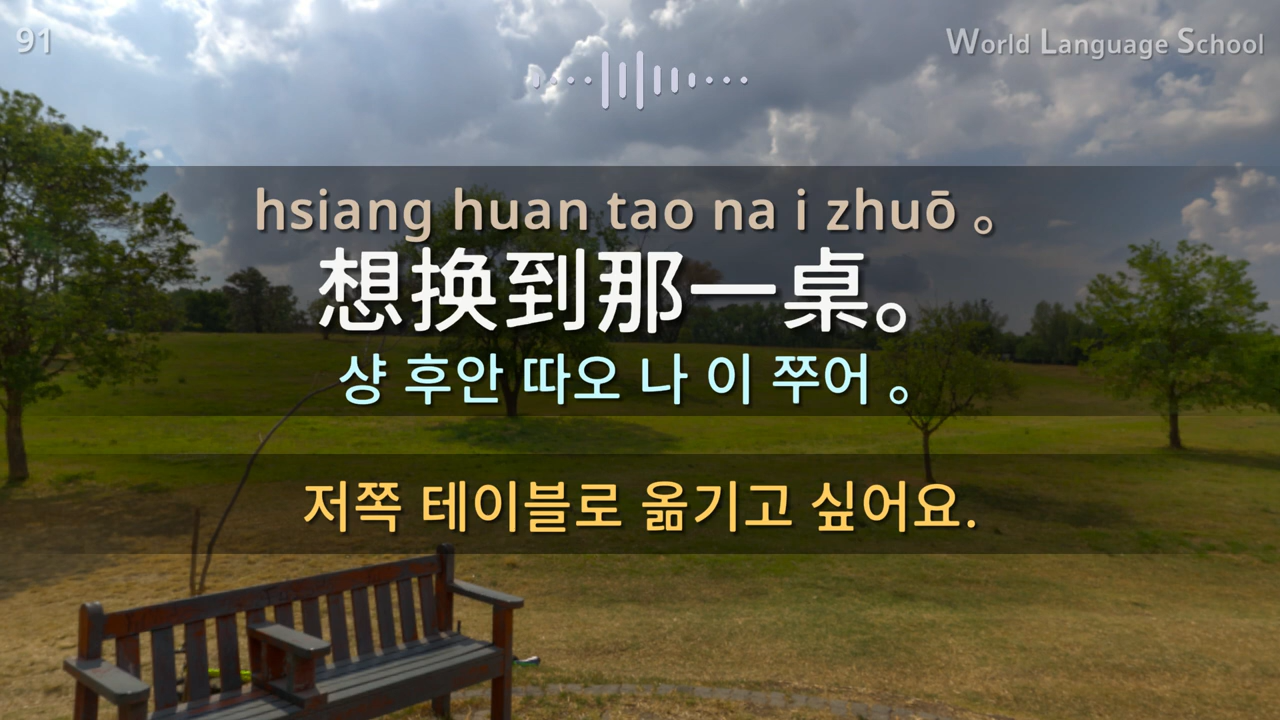 91
World Language School
hsiang huan tao na i zhuō 。
想换到那一桌。
샹 후안 따오 나 이 쭈어 。
저쪽 테이블로 옮기고 싶어요.